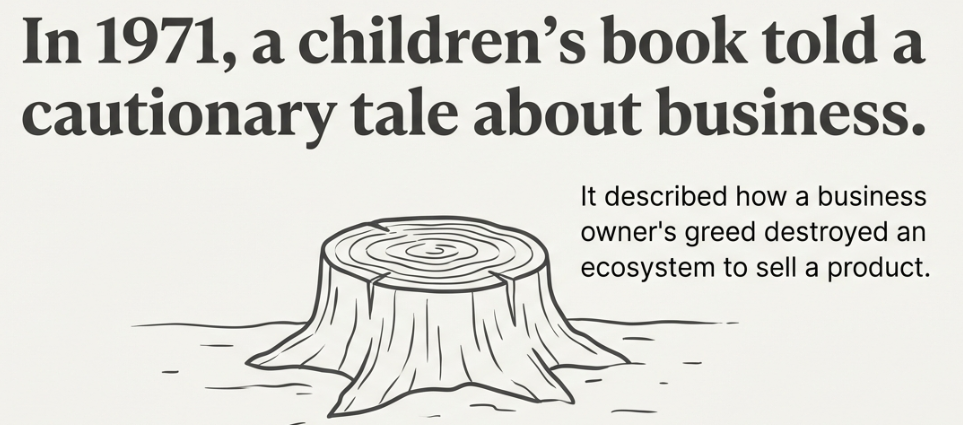 In 1971, a children’s book told a
cautionary tale about business.
It described how a business
owner's greed destroyed an
ecosystem to sell a product.